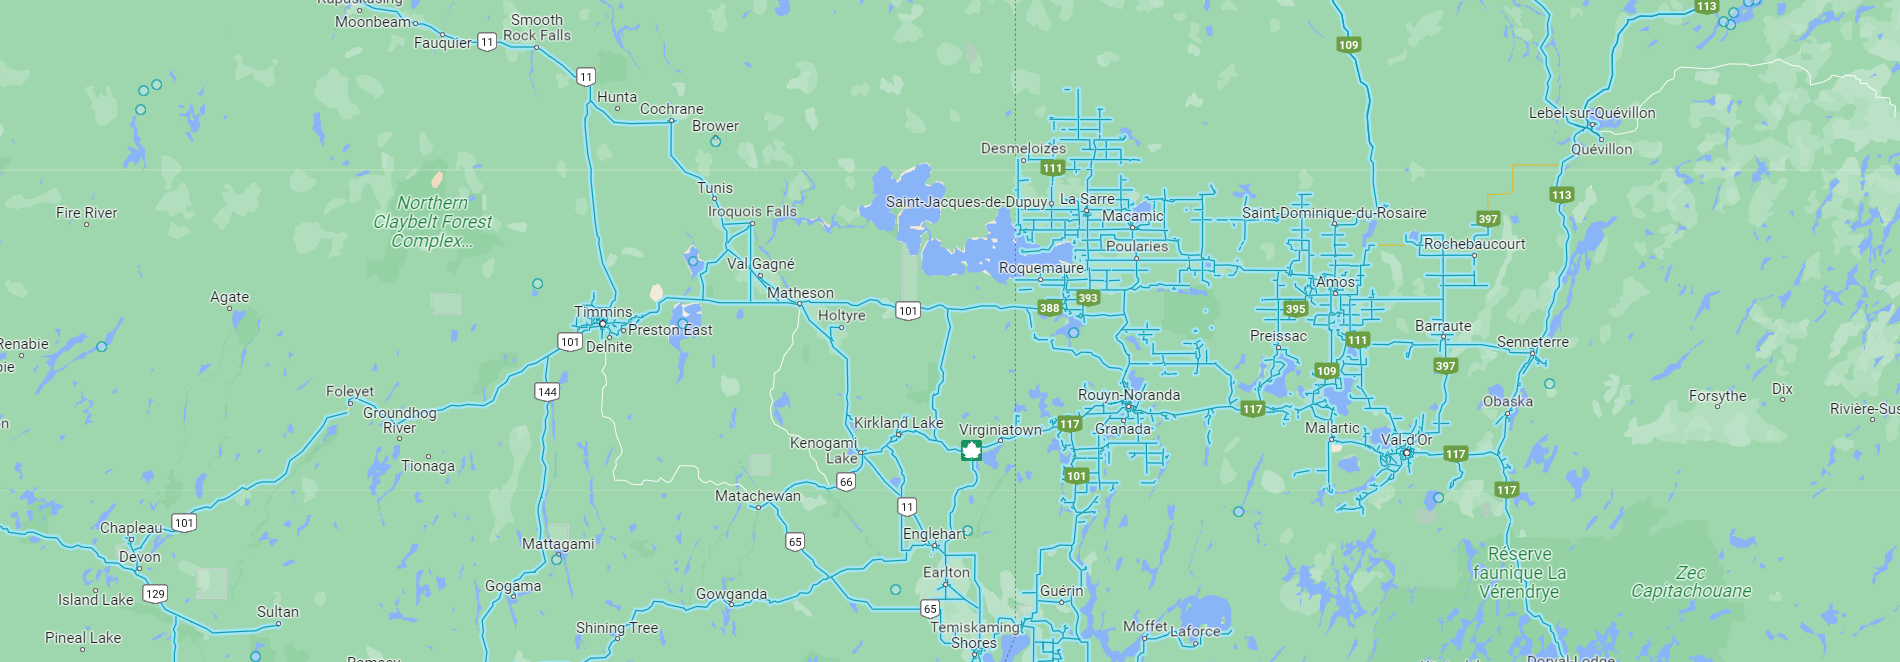 Kapuskasing
Moonbeam
Fauquier
11
Smooth
Rock Falls
11
Hunta
Cochrane
Brower
109
113
Lebel-sur-Quévillon
Quévillon
Desmeloizes
111
113
Northern
Claybelt Forest
Complex...
Fire River
Tunis
Iroquois Falls
Saint-Jacques-de-Dupuy
La Sarre
Macamic
Saint-Dominique-du-Rosaire
397
Rochebaucourt
Poularies
Val Gagné
Roquemaure
Agate
Matheson
Amos
393
388
395
101
Timmins
Holtyre
Preston East
Delnite
101
Preissac
111
Barraute
Senneterre
Renabie
109
397
144
Foleyet
Groundhog
River
Tionaga
Rouyn-Noranda
117
Obaska
Forsythe
Dix
Kirkland Lake
Virginiatown
117
Granada
Malartic
Val-d'Or
117
Kenogami
Lake
66
101
117
Matachewan
11
101
Chapleau
Devon
65
Englehart
Mattagami
Réserve
faunique La
Vérendrye
Zec
Capitachouane
Earlton
Gogama
Gowganda
Guérin
129
Island Lake
65
Sultan
Shining Tree
Temiskaming
Shores
Moffet
Laforce
Pineal Lake
Ramsey
Dorval-Lodge